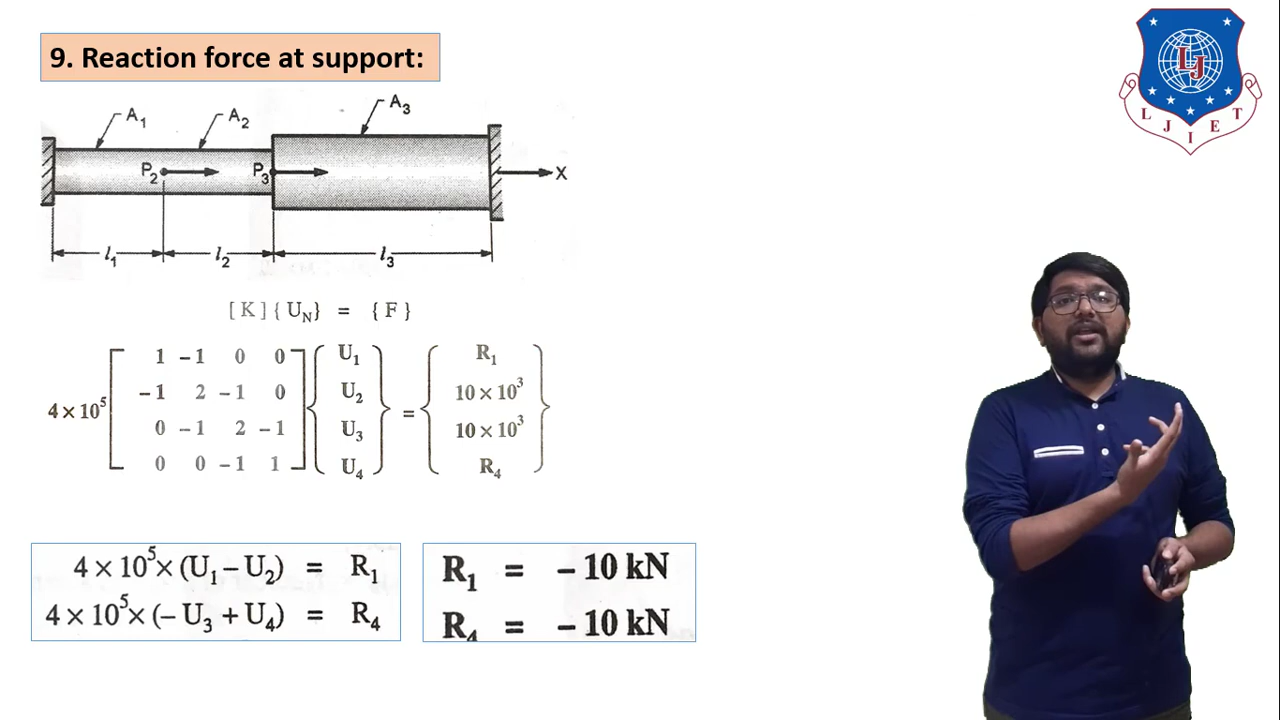 9. Reaction force at support:
L J
L J I E T
A1 A2 A3
P2 P3 X
l1 l2 l3
[ K ] { UN } = { F }
4 × 10^5 [ 1 −1 0 0 ] { U1 } = { R1 }
[ −1 2 −1 0 ] { U2 } { 10 × 10^3 }
[ 0 −1 2 −1 ] { U3 } { 10 × 10^3 }
[ 0 0 −1 1 ] { U4 } { R4 }
4 × 10^5 × (U1 − U2) = R1
4 × 10^5 × (− U3 + U4) = R4
R1 = − 10 kN
R4 = − 10 kN